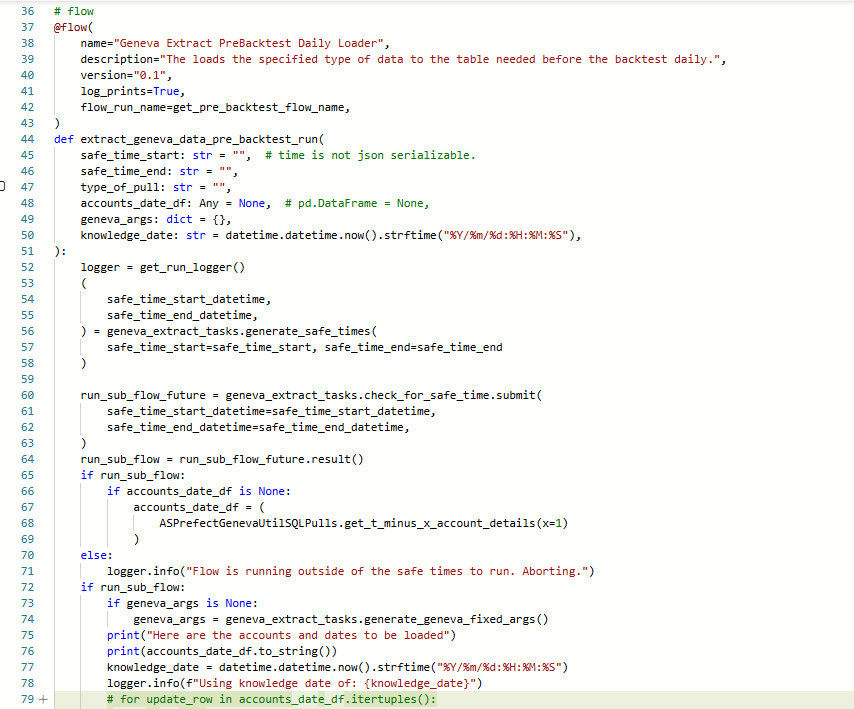 36 # flow
37 @flow(
38     name="Geneva Extract PreBacktest Daily Loader",
39     description="The loads the specified type of data to the table needed before the backtest daily.",
40     version="0.1",
41     log_prints=True,
42     flow_run_name=get_pre_backtest_flow_name,
43 )
44 def extract_geneva_data_pre_backtest_run(
45     safe_time_start: str = "",  # time is not json serializable.
46     safe_time_end: str = "",
47     type_of_pull: str = "",
48     accounts_date_df: Any = None,  # pd.DataFrame = None,
49     geneva_args: dict = {},
50     knowledge_date: str = datetime.datetime.now().strftime("%Y/%m/%d:%H:%M:%S"),
51 ):
52     logger = get_run_logger()
53     (
54         safe_time_start_datetime,
55         safe_time_end_datetime,
56     ) = geneva_extract_tasks.generate_safe_times(
57         safe_time_start=safe_time_start, safe_time_end=safe_time_end
58     )
59
60     run_sub_flow_future = geneva_extract_tasks.check_for_safe_time.submit(
61         safe_time_start_datetime=safe_time_start_datetime,
62         safe_time_end_datetime=safe_time_end_datetime,
63     )
64     run_sub_flow = run_sub_flow_future.result()
65     if run_sub_flow:
66         if accounts_date_df is None:
67             accounts_date_df = (
68                 ASPrefectGenevaUtilSQLPulls.get_t_minus_x_account_details(x=1)
69             )
70     else:
71         logger.info("Flow is running outside of the safe times to run. Aborting.")
72     if run_sub_flow:
73         if geneva_args is None:
74             geneva_args = geneva_extract_tasks.generate_geneva_fixed_args()
75         print("Here are the accounts and dates to be loaded")
76         print(accounts_date_df.to_string())
77         knowledge_date = datetime.datetime.now().strftime("%Y/%m/%d:%H:%M:%S")
78         logger.info(f"Using knowledge date of: {knowledge_date}")
79 +         # for update_row in accounts_date_df.itertuples():